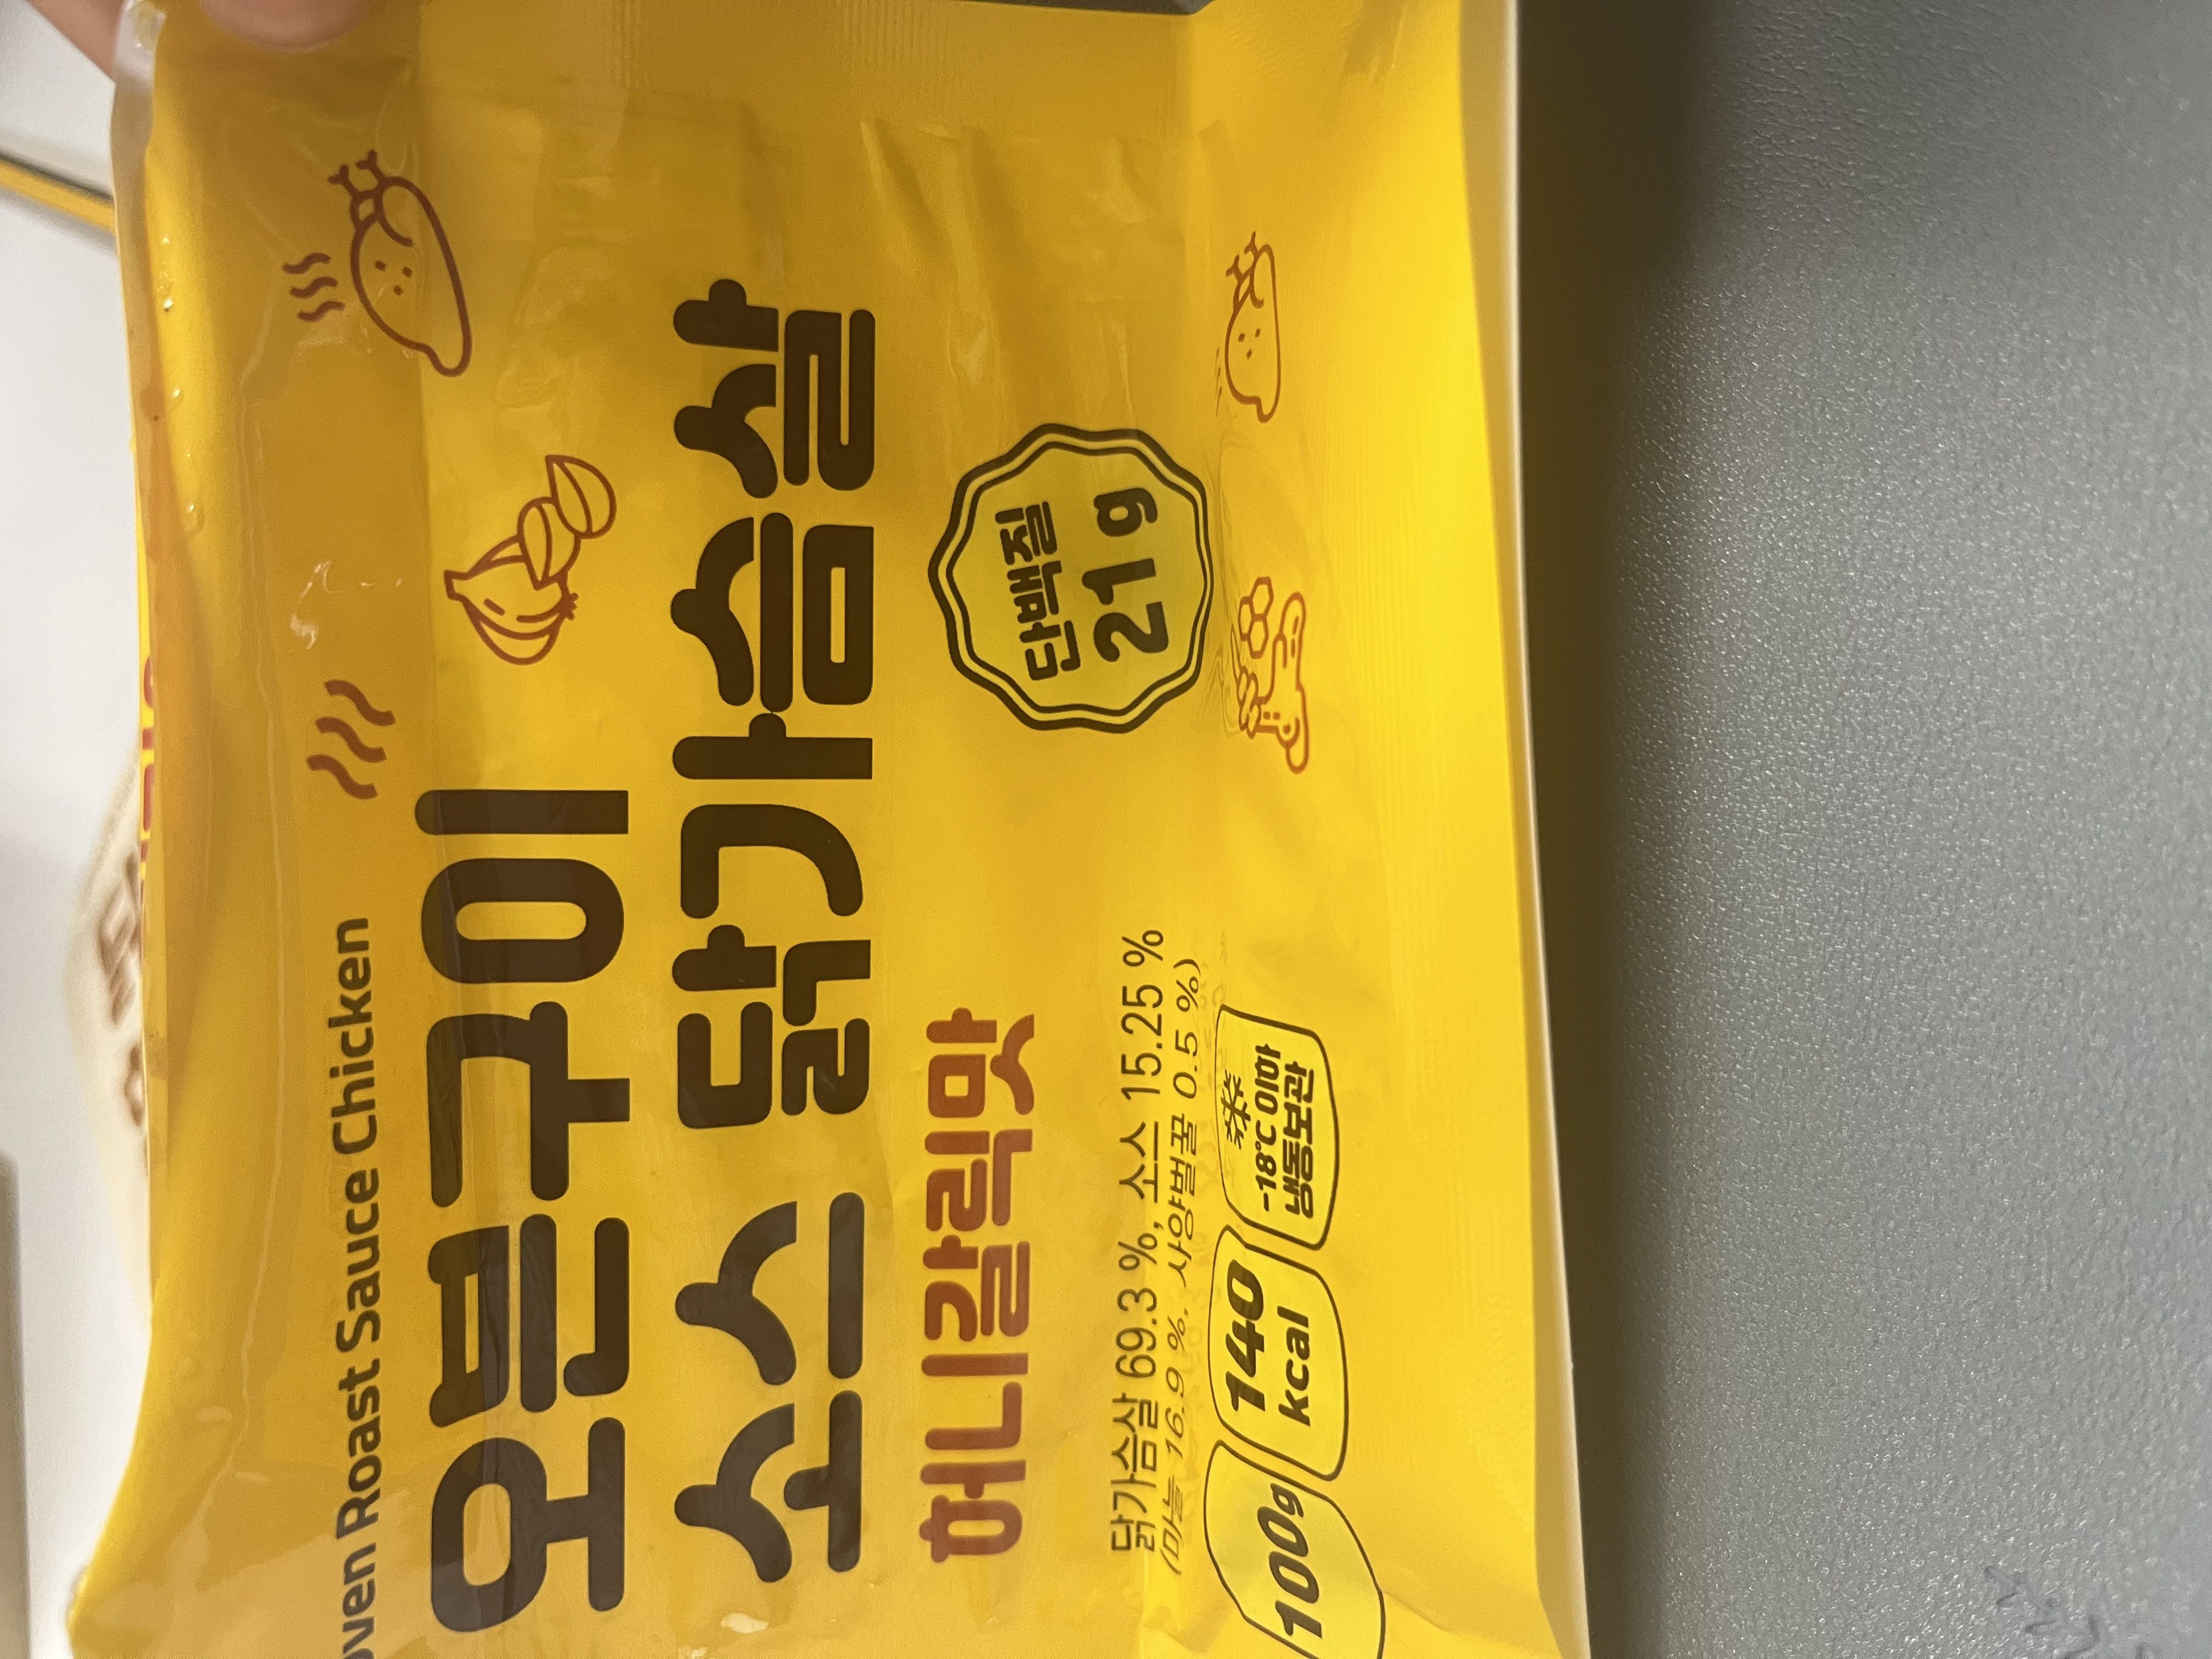 Oven Roast Sauce Chicken
오븐구이
소스 닭가슴살
허니갈릭맛
단백질
21 g
닭가슴살 69.3 %, 소스 15.25 %
(마늘 16.9 %, 사양벌꿀 0.5 %)
100g
140
kcal
-18℃ 이하
냉동보관